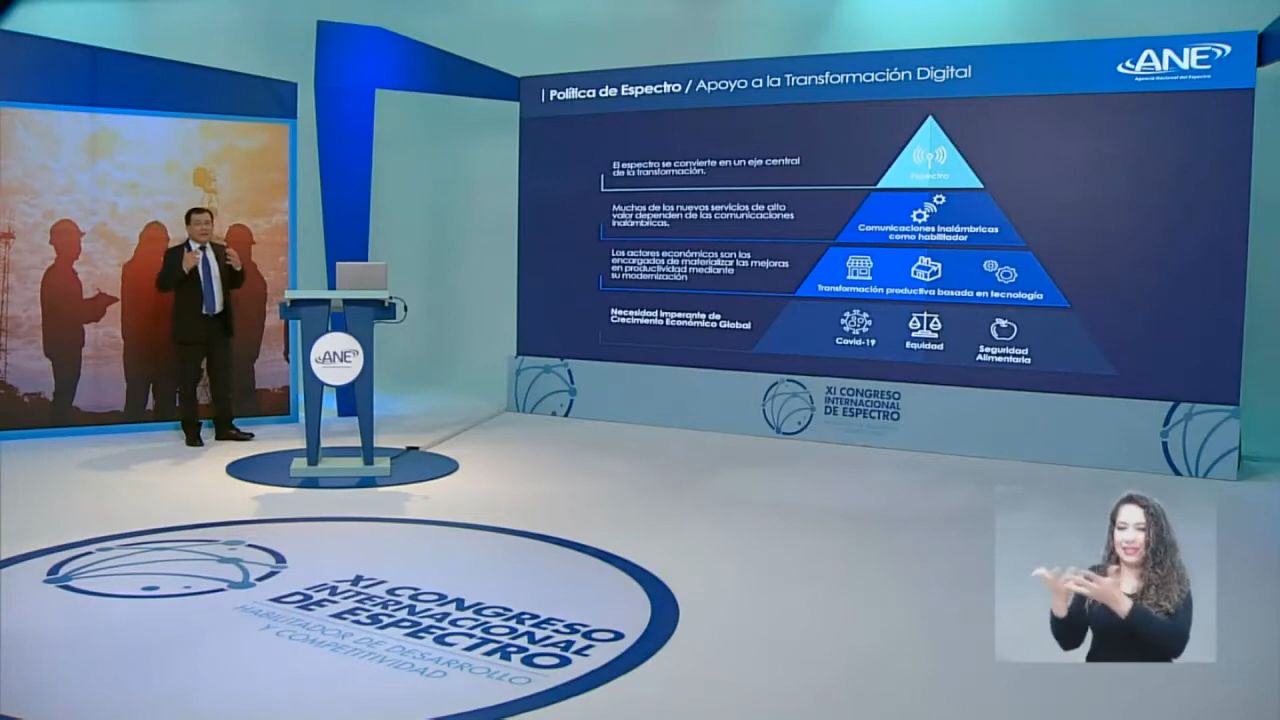 | Política de Espectro / Apoyo a la Transformación Digital
ANE
Agencia Nacional del Espectro
El espectro se convierte en un eje central
de la transformación.
Espectro
Muchos de los nuevos servicios de alto
valor dependen de las comunicaciones
inalámbricas.
Comunicaciones inalámbricas
como habilitador
Los actores económicos son los
encargados de materializar las mejoras
en productividad mediante
su modernización
Transformación productiva basada en tecnología
Necesidad imperante de
Crecimiento Económico Global
Covid-19
Equidad
Seguridad
Alimentaria
ANE
XI CONGRESO
INTERNACIONAL
DE ESPECTRO
XI CONGRESO
INTERNACIONAL
DE ESPECTRO
HABILITADOR DE DESARROLLO
Y COMPETITIVIDAD